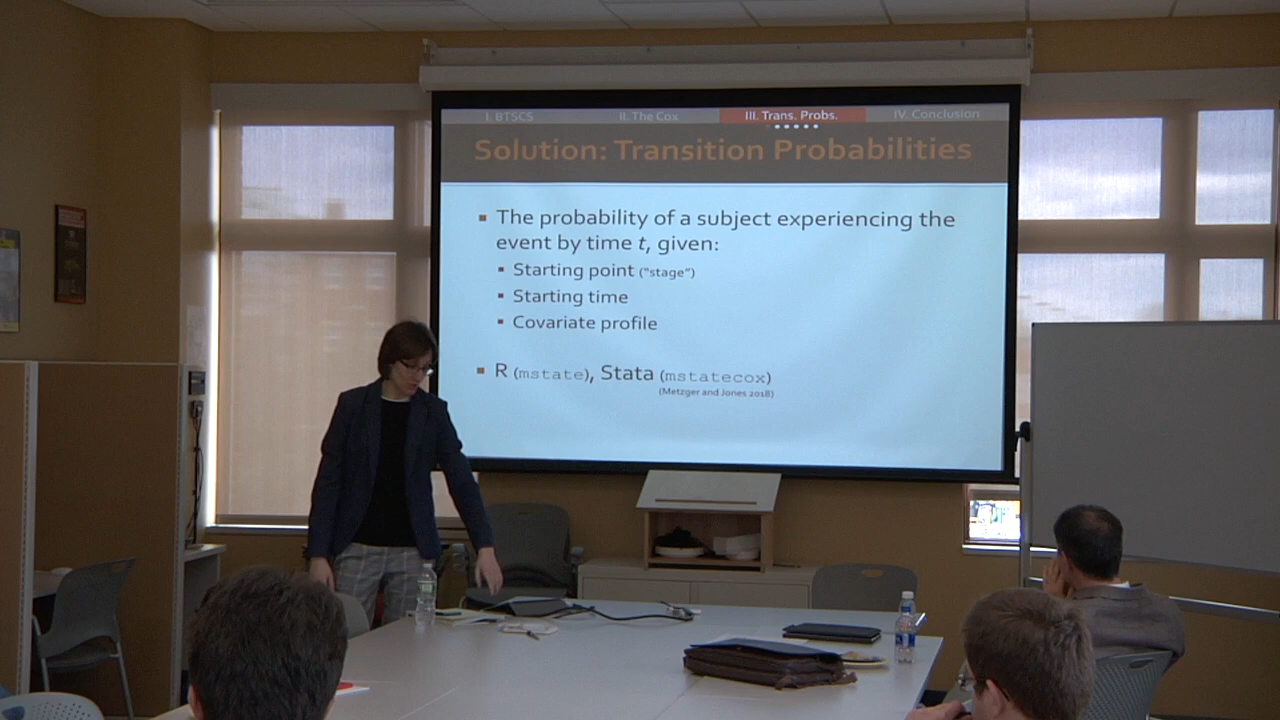 I. BTSCS II. The Cox III. Trans. Probs. IV. Conclusion
Solution: Transition Probabilities
The probability of a subject experiencing the
event by time t, given:
Starting point ("stage")
Starting time
Covariate profile
R (mstate), Stata (mstatecox)
(Metzger and Jones 2018)